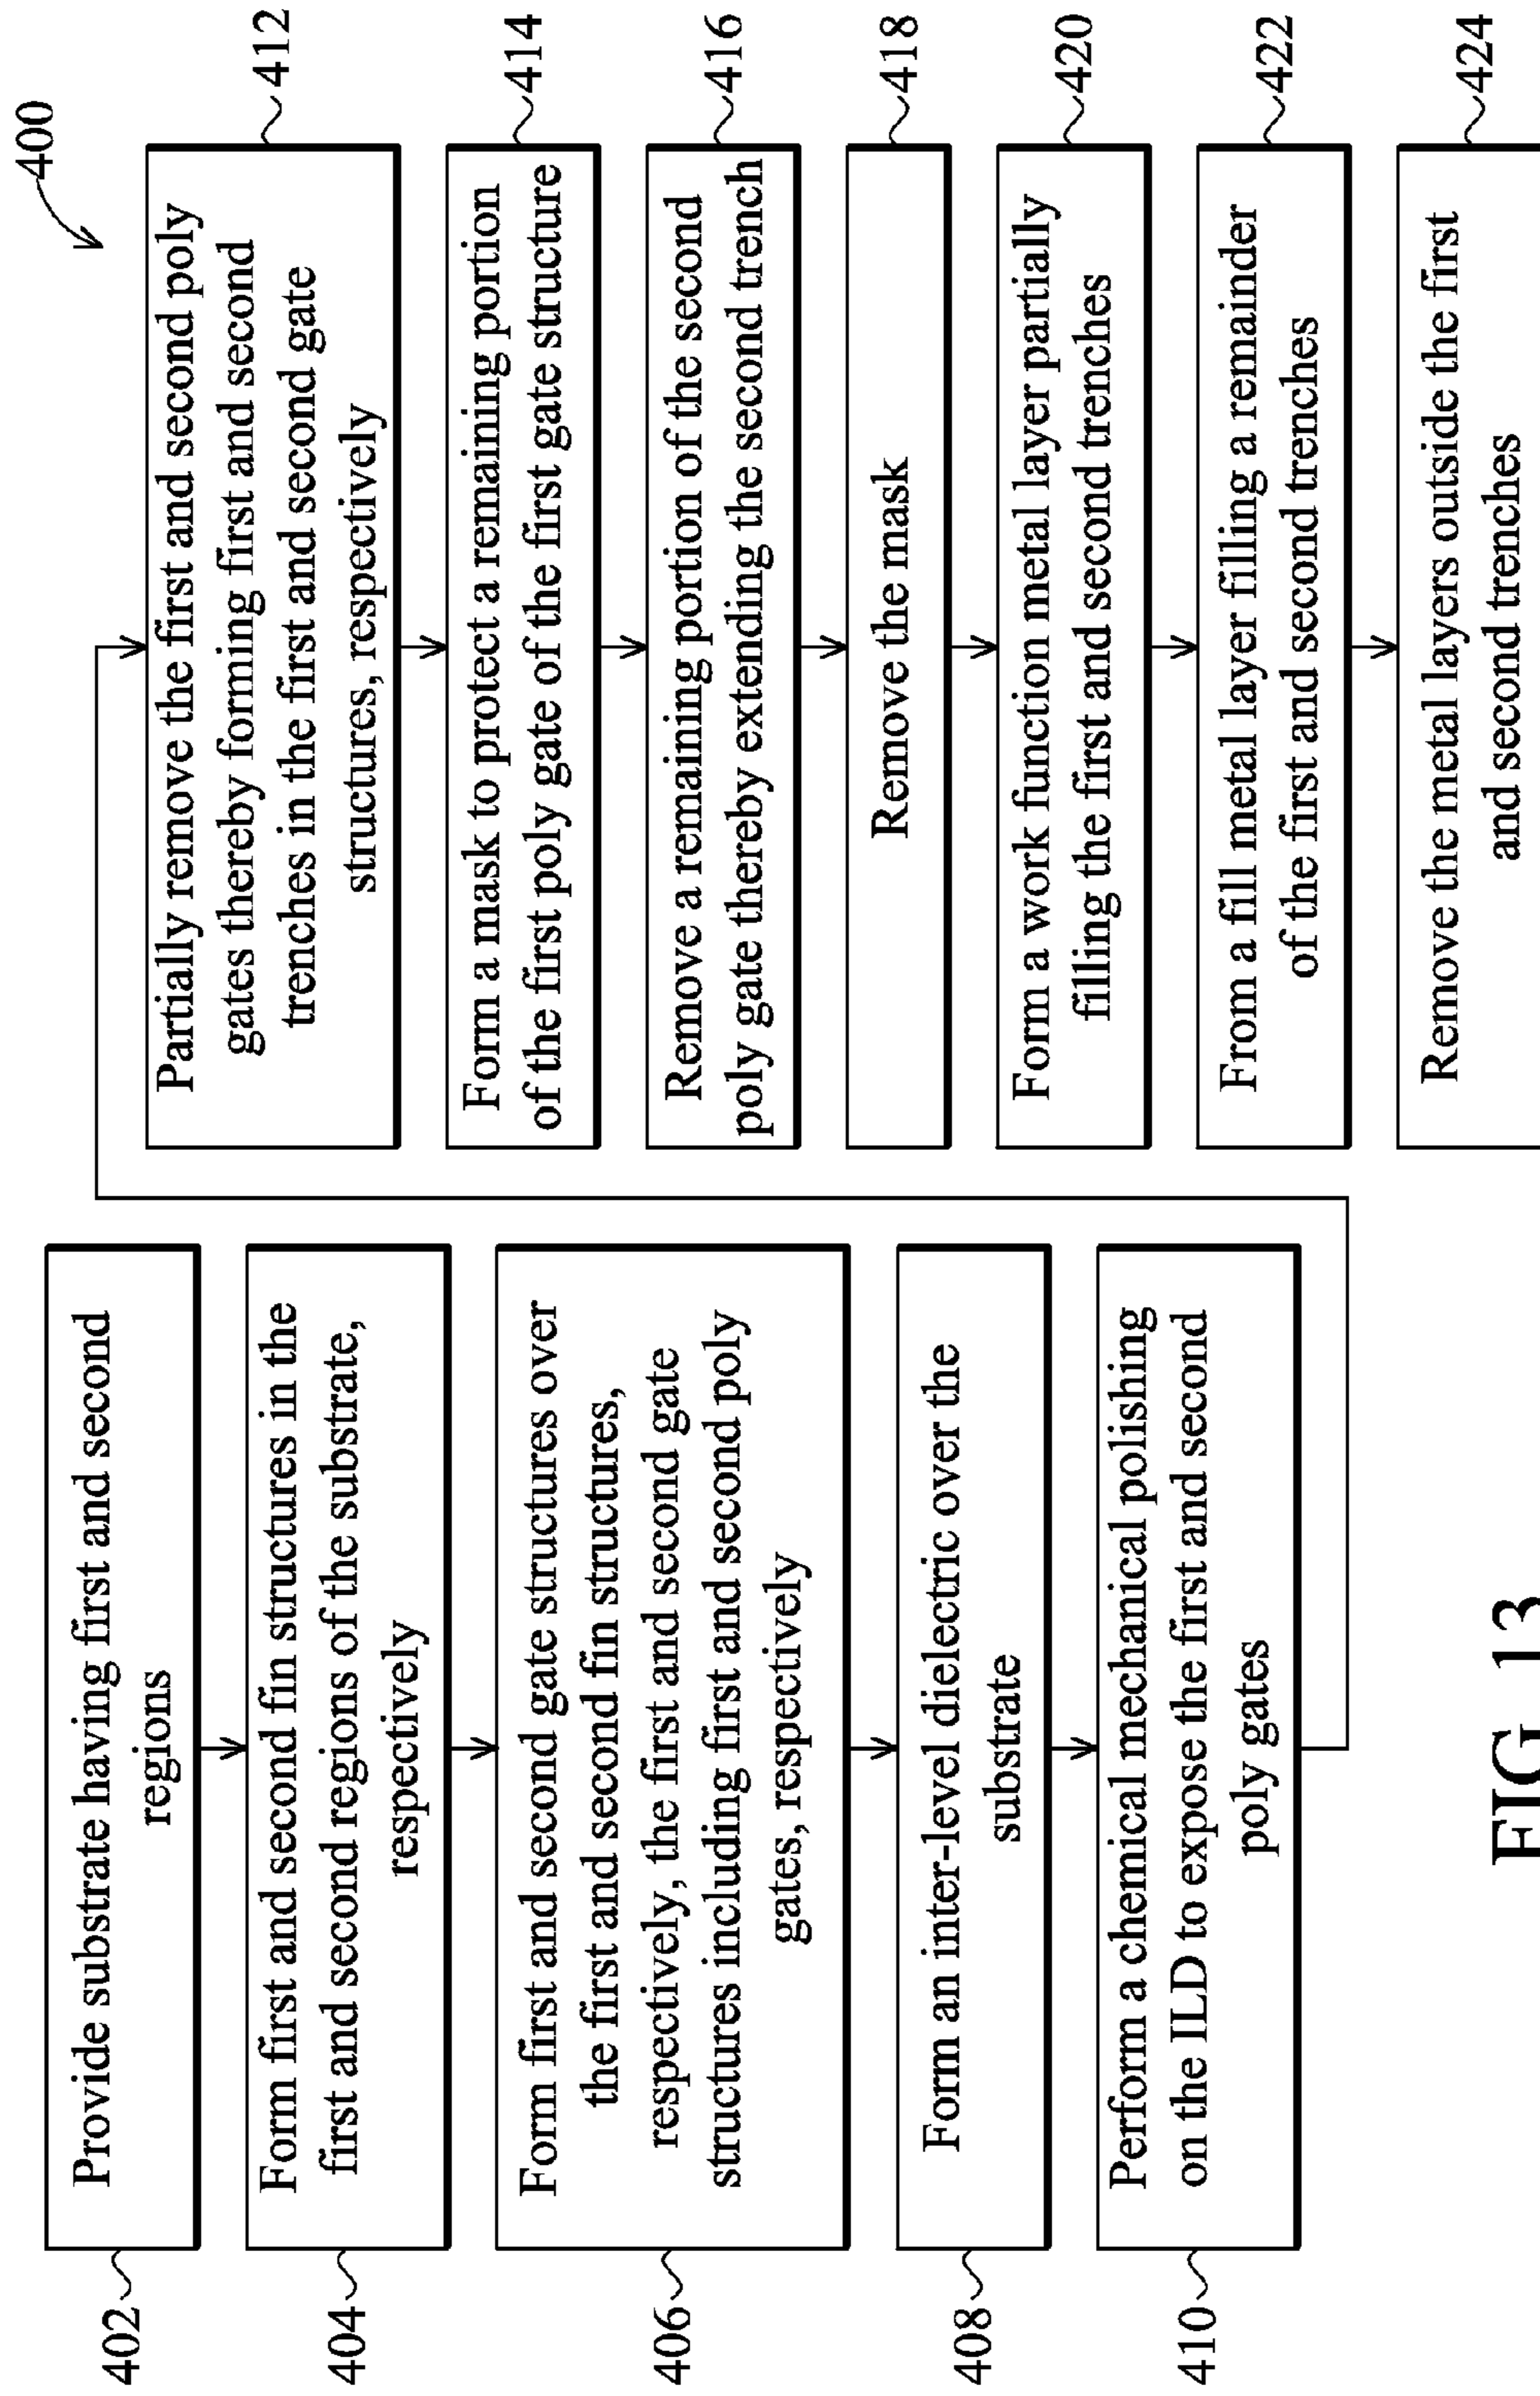 400
402
Provide substrate having first and second
regions
404
Form first and second fin structures in the
first and second regions of the substrate,
respectively
406
Form first and second gate structures over
the first and second fin structures,
respectively, the first and second gate
structures including first and second poly
gates, respectively
408
Form an inter-level dielectric over the
substrate
410
Perform a chemical mechanical polishing
on the ILD to expose the first and second
poly gates
Partially remove the first and second poly
gates thereby forming first and second
trenches in the first and second gate
structures, respectively
412
Form a mask to protect a remaining portion
of the first poly gate of the first gate structure
414
Remove a remaining portion of the second
poly gate thereby extending the second trench
416
Remove the mask
418
Form a work function metal layer partially
filling the first and second trenches
420
From a fill metal layer filling a remainder
of the first and second trenches
422
Remove the metal layers outside the first
and second trenches
424
FIG. 13